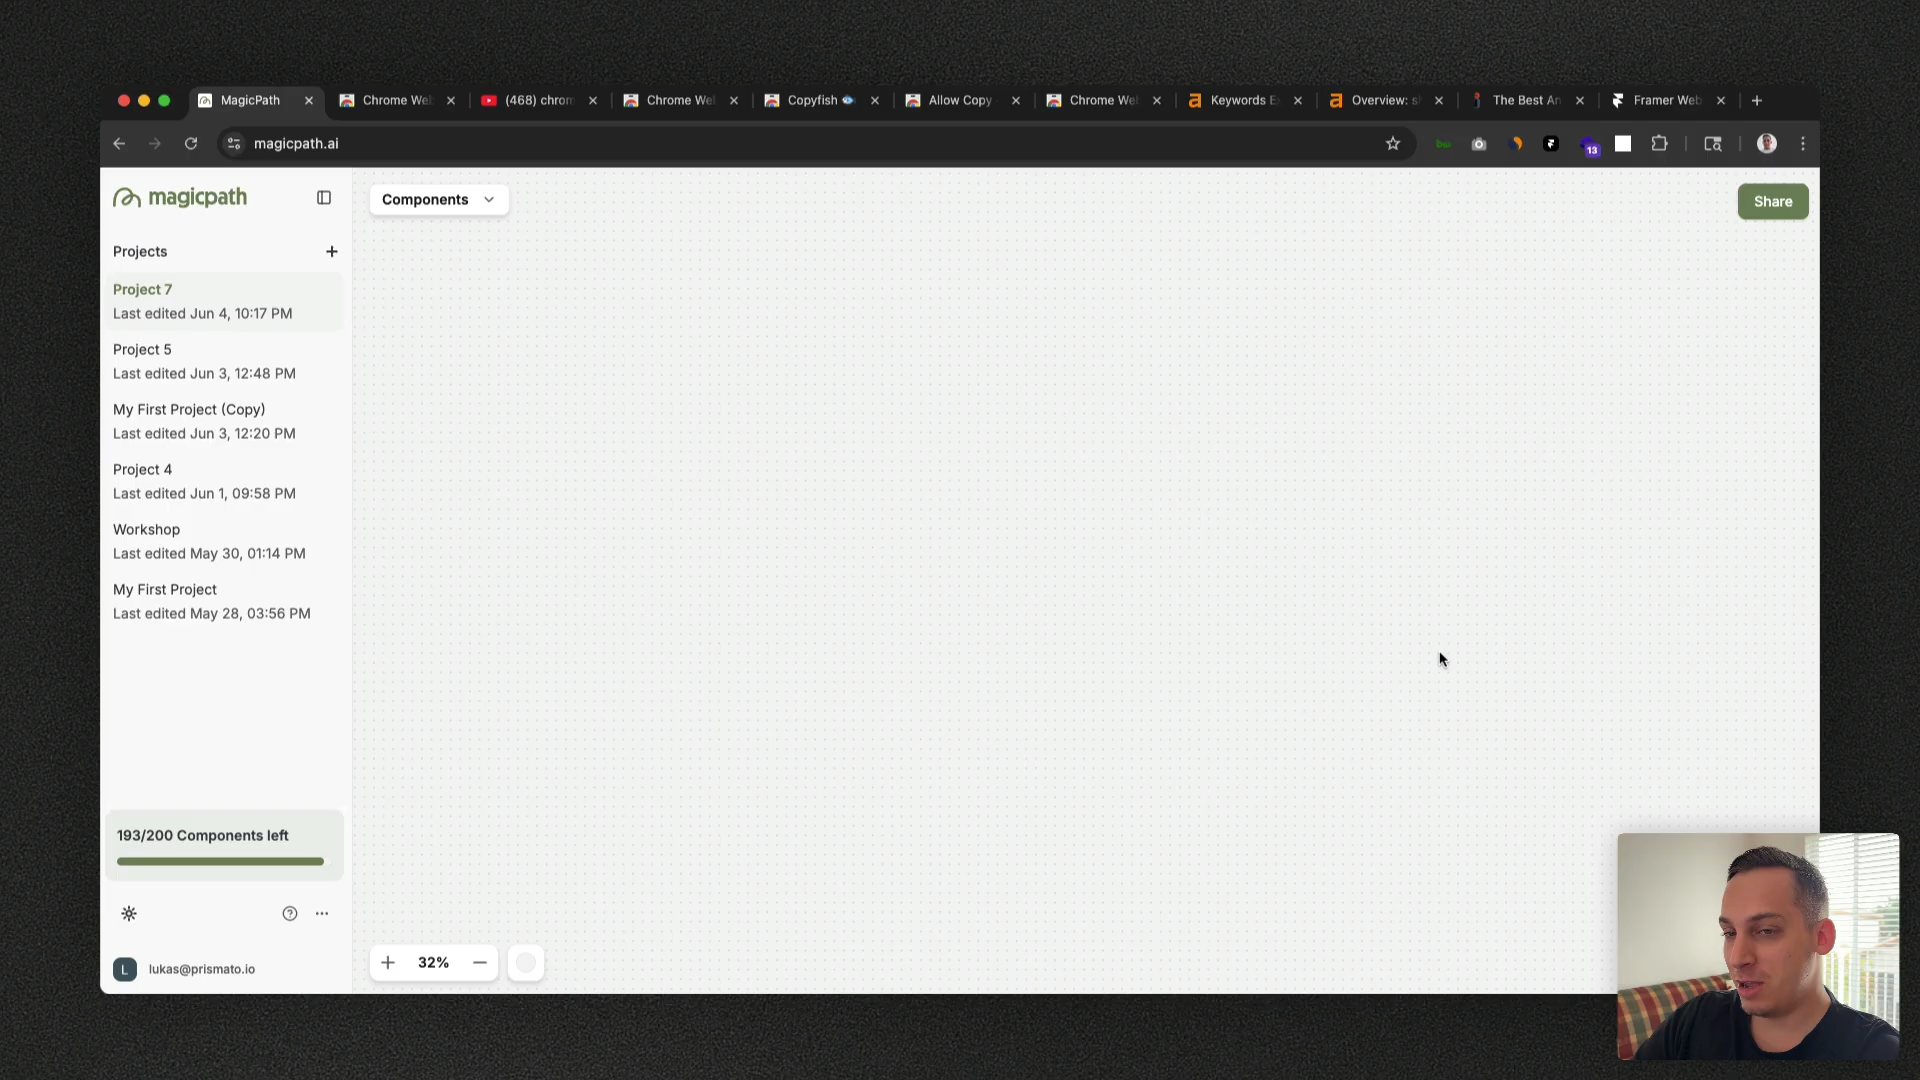 MagicPath
Chrome We
(468) chrom
Chrome We
Copyfish
Allow Copy
Chrome We
Keywords E
Overview: s
The Best An
Framer Web
magicpath.ai
13
magicpath
Components
Share
Projects
Project 7
Last edited Jun 4, 10:17 PM
Project 5
Last edited Jun 3, 12:48 PM
My First Project (Copy)
Last edited Jun 3, 12:20 PM
Project 4
Last edited Jun 1, 09:58 PM
Workshop
Last edited May 30, 01:14 PM
My First Project
Last edited May 28, 03:56 PM
193/200 Components left
32%
L
lukas@prismato.io